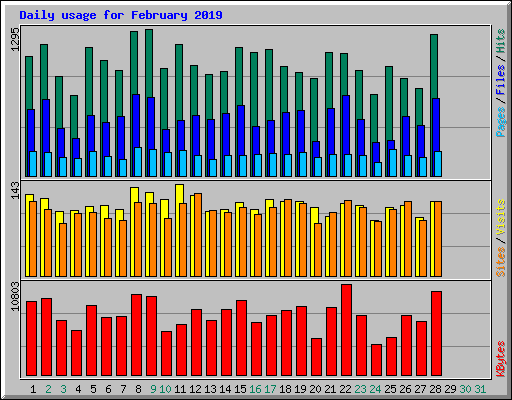 Daily usage for February 2019
1295
Pages/Files/Hits
143
Sites/Visits
10803
KBytes
1 2 3 4 5 6 7 8 9 10 11 12 13 14 15 16 17 18 19 20 21 22 23 24 25 26 27 28 29 30 31